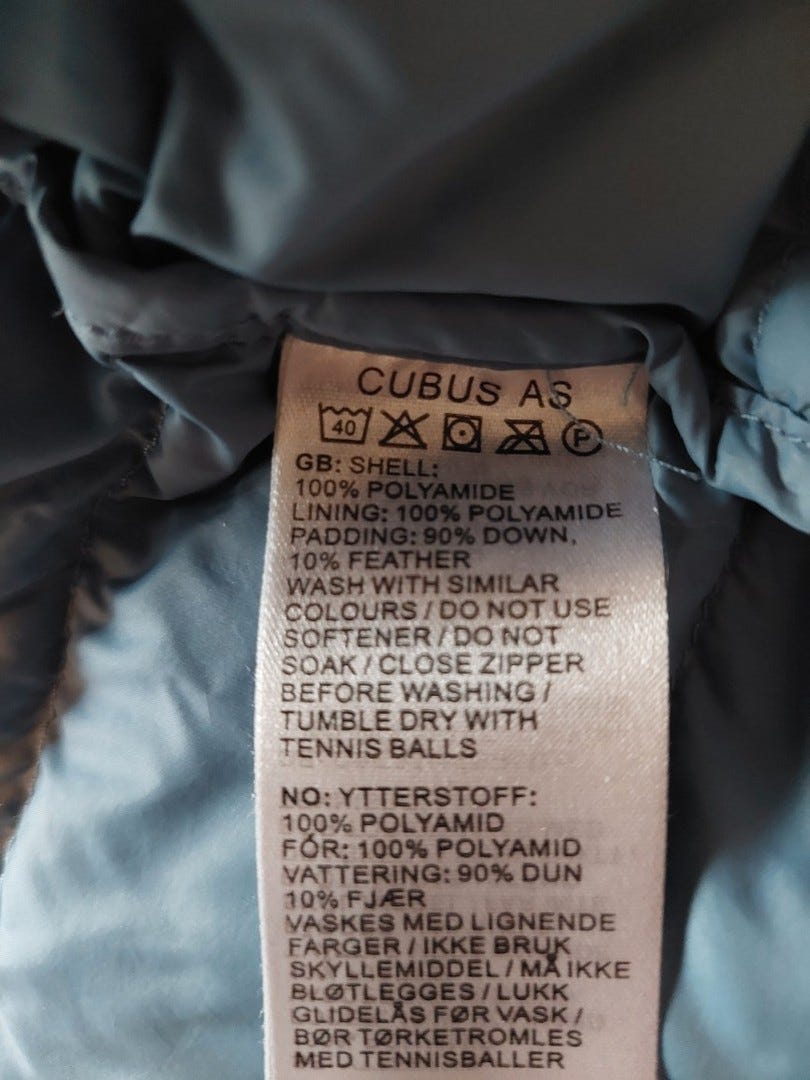 CUBUS AS
40 P
GB: SHELL:
100% POLYAMIDE
LINING: 100% POLYAMIDE
PADDING: 90% DOWN,
10% FEATHER
WASH WITH SIMILAR
COLOURS / DO NOT USE
SOFTENER / DO NOT
SOAK / CLOSE ZIPPER
BEFORE WASHING /
TUMBLE DRY WITH
TENNIS BALLS
NO: YTTERSTOFF:
100% POLYAMID
FÓR: 100% POLYAMID
VATTERING: 90% DUN
10% FJÆR
VASKES MED LIGNENDE
FARGER / IKKE BRUK
SKYLLEMIDDEL / MÅ IKKE
BLØTLEGGES / LUKK
GLIDELÅS FØR VASK /
BØR TØRKETROMLES
MED TENNISBALLER